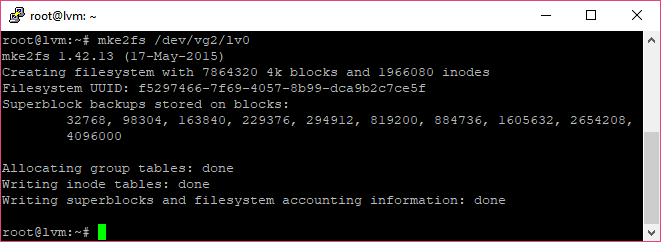 root@lvm: ~
root@lvm:~# mke2fs /dev/vg2/lv0
mke2fs 1.42.13 (17-May-2015)
Creating filesystem with 7864320 4k blocks and 1966080 inodes
Filesystem UUID: f5297466-7f69-4057-8b99-dca9b2c7ce5f
Superblock backups stored on blocks:
32768, 98304, 163840, 229376, 294912, 819200, 884736, 1605632, 2654208,
4096000
Allocating group tables: done
Writing inode tables: done
Writing superblocks and filesystem accounting information: done
root@lvm:~#